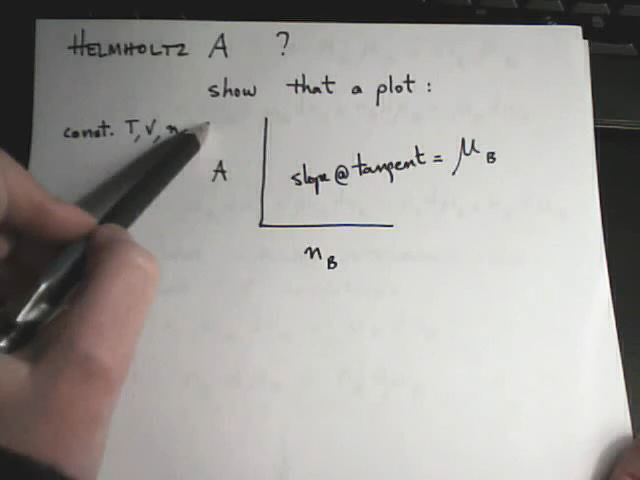 HELMHOLTZ A ?
show that a plot :
const. T, V, n
A
slope @ tangent = μB
nB